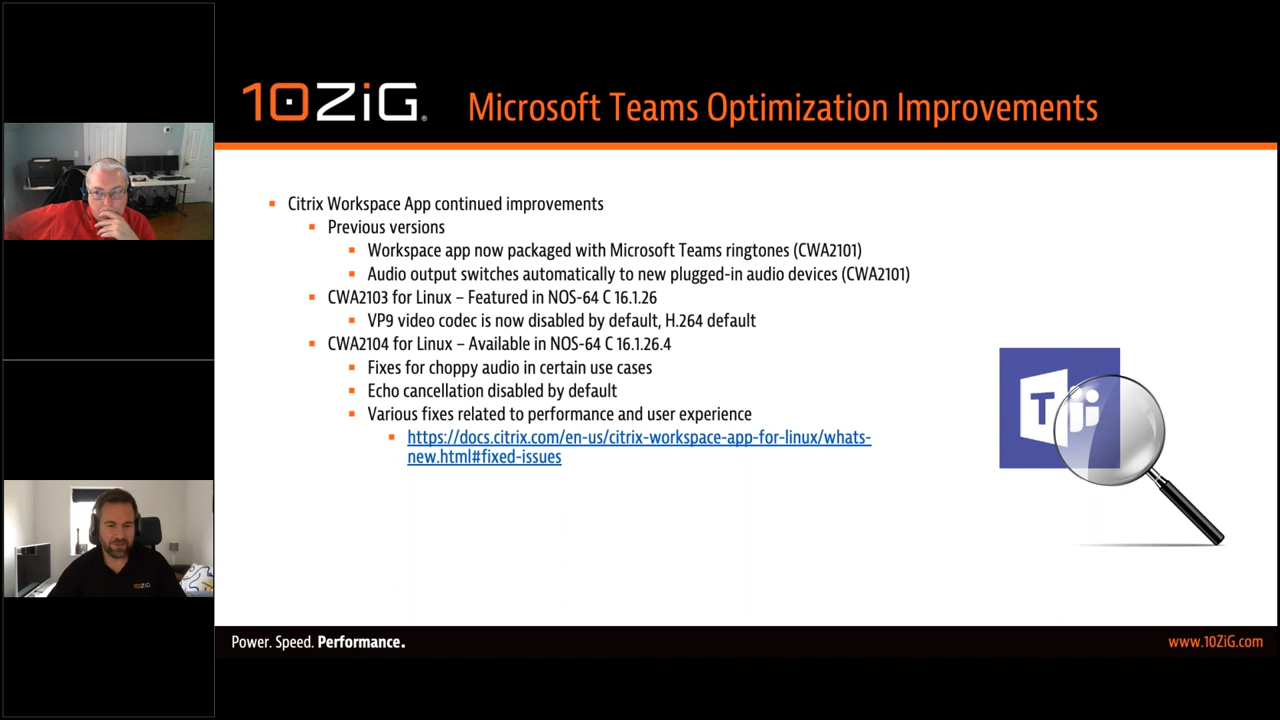 10ZiG®
Microsoft Teams Optimization Improvements
Citrix Workspace App continued improvements
Previous versions
Workspace app now packaged with Microsoft Teams ringtones (CWA2101)
Audio output switches automatically to new plugged-in audio devices (CWA2101)
CWA2103 for Linux – Featured in NOS-64 C 16.1.26
VP9 video codec is now disabled by default, H.264 default
CWA2104 for Linux – Available in NOS-64 C 16.1.26.4
Fixes for choppy audio in certain use cases
Echo cancellation disabled by default
Various fixes related to performance and user experience
https://docs.citrix.com/en-us/citrix-workspace-app-for-linux/whats-
new.html#fixed-issues
T
10ZiG
Power. Speed. Performance.
www.10ZiG.com